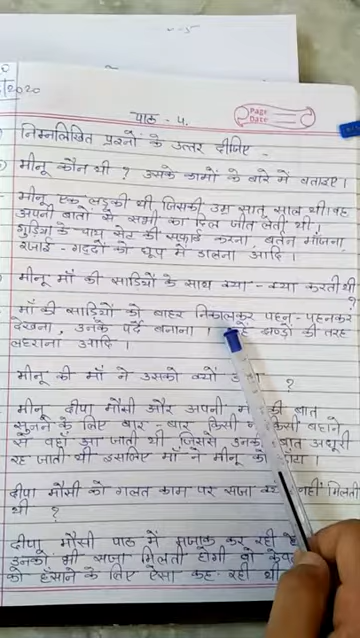 /2020
पाठ - 4.
Page
Date
निम्नलिखित प्रश्नों के उत्तर दीजिए -
मीनू कौन थी ? उसके कामों के बारे में बताइए।
मीनू एक लड़की थी जिसकी उम्र सात साल थी। वह
अपनी बातों से सभी का दिल जीत लेती थी।
गुड़िया के चाय सेट की सफाई करना, बर्तन माँजना,
रजाई - गद्दों को धूप में डालना आदि।
मीनू माँ की साड़ियों के साथ क्या - क्या करती थी
?
माँ की साड़ियों को बाहर निकालकर पहन - पहनकर
देखना, उनके पर्दे बनाना। झण्डों की तरह
लहराना आदि।
मीनू की माँ ने उसको क्यों ?
मीनू दीपा मौसी और अपनी की बात
सुनने के लिए बार - बार किसी किसी बहाने
से वहाँ आ जाती थी जिससे उनकी बात अधूरी
रह जाती थी इसलिए माँ ने मीनू को डाँटा।
दीपा मौसी को गलत काम पर सजा नहीं मिलती
थी ?
दीपा मौसी पाठ में मजाक कर रही
उनको भी सजा मिलती होगी वो
को हँसाने के लिए ऐसा कह रही थी